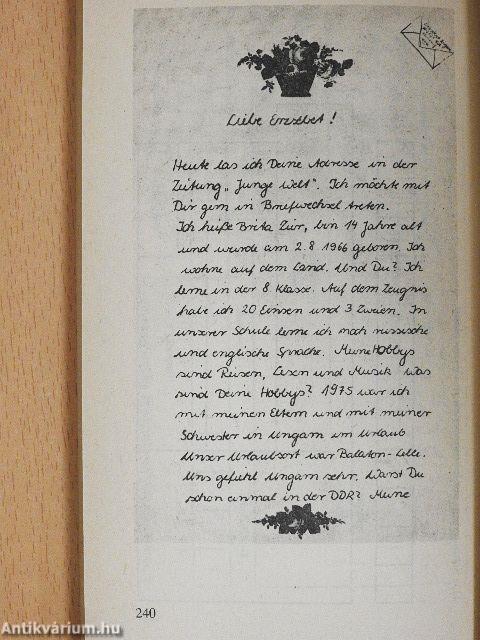 Liebe Erzsébet!
Heute las ich Deine Adresse in der
Zeitung „Junge Welt“. Ich möchte mit
Dir gern in Briefwechsel treten.
Ich heiße Brita Zür, bin 14 Jahre alt
und wurde am 2.8.1966 geboren. Ich
wohne auf dem Land. Und Du? Ich
lerne in der 8. Klasse. Auf dem Zeugnis
habe ich 20 Einsen und 3 Zweien. In
unserer Schule lerne ich noch russische
und englische Sprache. Meine Hobbys
sind Reisen, Lesen und Musik was
sind Deine Hobbys? 1975 war ich
mit meinen Eltern und mit meiner
Schwester in Ungarn im Urlaub
Unser Urlaubsort war Balaton-Lelle.
Uns gefiehl Ungarn sehr. Warst Du
schon einmal in der DDR? Meine
240
Antikvárium.hu